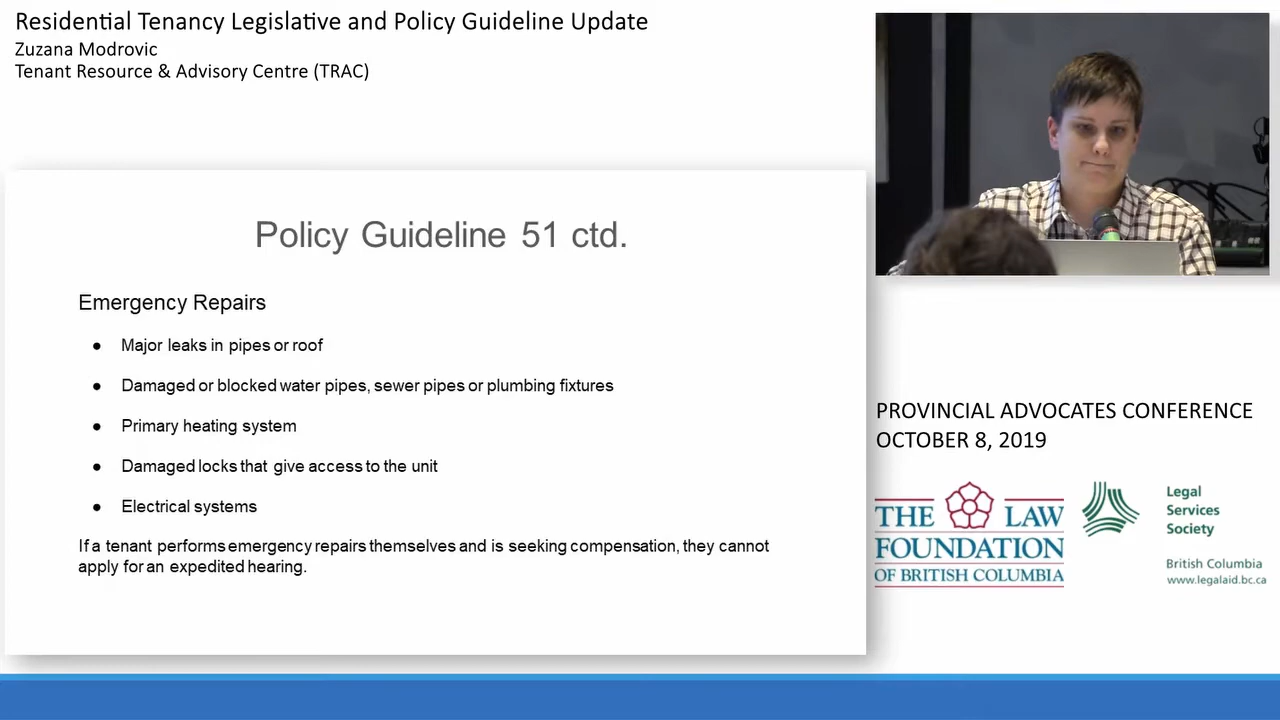 Residential Tenancy Legislative and Policy Guideline Update
Zuzana Modrovic
Tenant Resource & Advisory Centre (TRAC)
Policy Guideline 51 ctd.
Emergency Repairs
● Major leaks in pipes or roof
● Damaged or blocked water pipes, sewer pipes or plumbing fixtures
● Primary heating system
● Damaged locks that give access to the unit
● Electrical systems
If a tenant performs emergency repairs themselves and is seeking compensation, they cannot
apply for an expedited hearing.
PROVINCIAL ADVOCATES CONFERENCE
OCTOBER 8, 2019
THE LAW
FOUNDATION
OF BRITISH COLUMBIA
Legal
Services
Society
British Columbia
www.legalaid.bc.ca